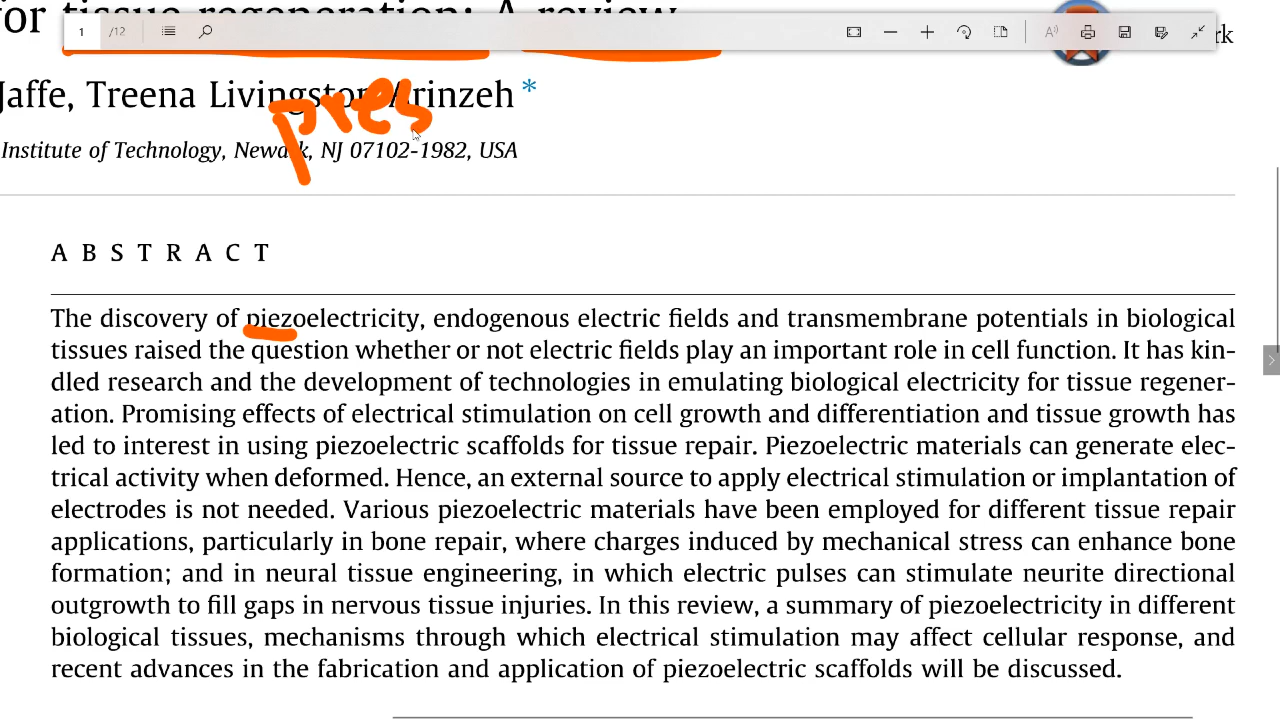 for tissue regeneration: A review
1 /12
rk
Jaffe, Treena Livingston Arinzeh *
pres
Institute of Technology, Newark, NJ 07102-1982, USA
ABSTRACT
The discovery of piezoelectricity, endogenous electric fields and transmembrane potentials in biological
tissues raised the question whether or not electric fields play an important role in cell function. It has kin-
dled research and the development of technologies in emulating biological electricity for tissue regener-
ation. Promising effects of electrical stimulation on cell growth and differentiation and tissue growth has
led to interest in using piezoelectric scaffolds for tissue repair. Piezoelectric materials can generate elec-
trical activity when deformed. Hence, an external source to apply electrical stimulation or implantation of
electrodes is not needed. Various piezoelectric materials have been employed for different tissue repair
applications, particularly in bone repair, where charges induced by mechanical stress can enhance bone
formation; and in neural tissue engineering, in which electric pulses can stimulate neurite directional
outgrowth to fill gaps in nervous tissue injuries. In this review, a summary of piezoelectricity in different
biological tissues, mechanisms through which electrical stimulation may affect cellular response, and
recent advances in the fabrication and application of piezoelectric scaffolds will be discussed.